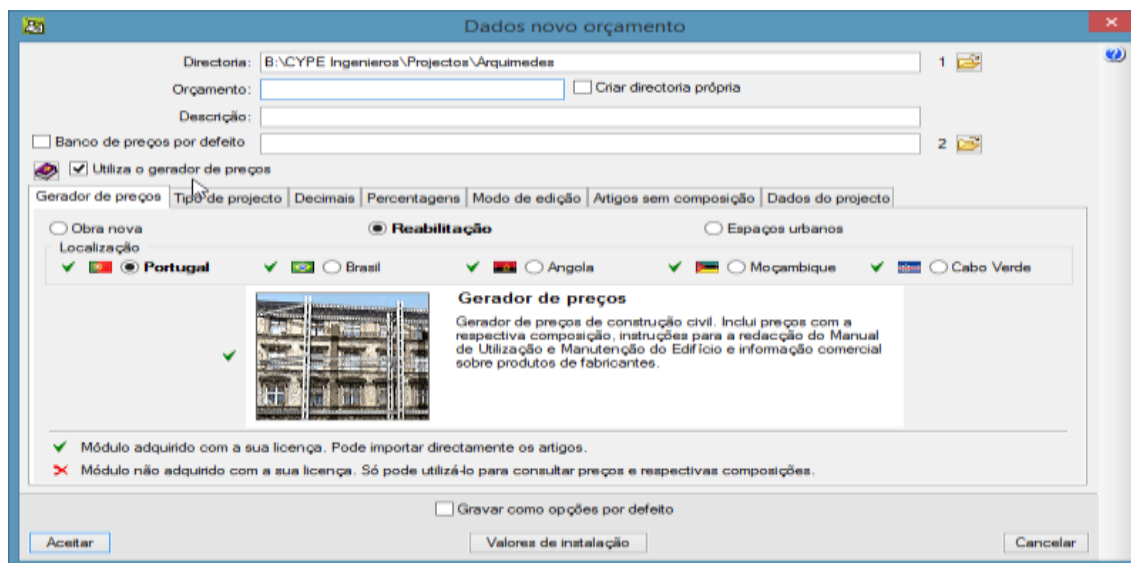 Dados novo orçamento
Directoria: B:\CYPE Ingenieros\Projectos\Arquimedes 1
Orçamento: Criar directoria própria
Descrição:
Banco de preços por defeito 2
Utiliza o gerador de preços
Gerador de preços Tipo de projecto Decimais Percentagens Modo de edição Artigos sem composição Dados do projecto
Obra nova Reabilitação Espaços urbanos
Localização
Portugal Brasil Angola Moçambique Cabo Verde
Gerador de preços
Gerador de preços de construção civil. Inclui preços com a
respectiva composição, instruções para a redacção do Manual
de Utilização e Manutenção do Edifício e informação comercial
sobre produtos de fabricantes.
Módulo adquirido com a sua licença. Pode importar directamente os artigos.
Módulo não adquirido com a sua licença. Só pode utilizá-lo para consultar preços e respectivas composições.
Gravar como opções por defeito
Aceitar Valores de instalação Cancelar